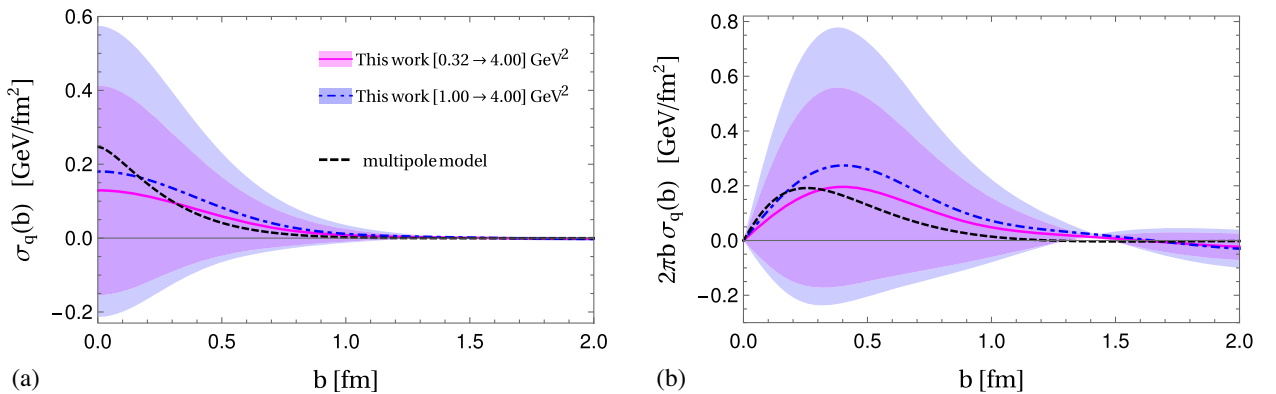 0.6
0.4
0.2
0.0
−0.2
σq(b) [GeV/fm²]
This work [0.32 → 4.00] GeV²
This work [1.00 → 4.00] GeV²
multipole model
0.0 0.5 1.0 1.5 2.0
(a) b [fm]
0.8
0.6
0.4
0.2
0.0
−0.2
2πb σq(b) [GeV/fm²]
0.0 0.5 1.0 1.5 2.0
(b) b [fm]